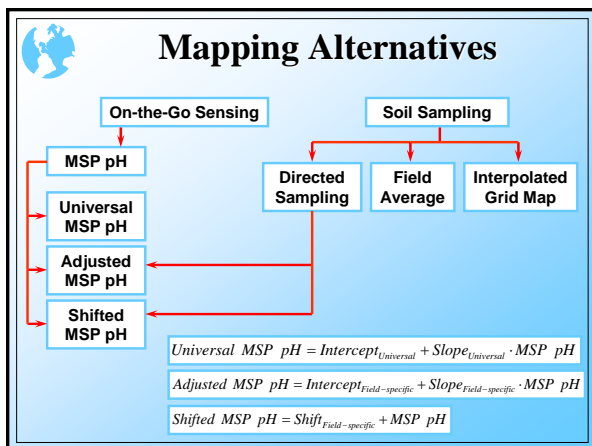 Mapping Alternatives
On-the-Go Sensing
Soil Sampling
MSP pH
Directed
Sampling
Field
Average
Interpolated
Grid Map
Universal
MSP pH
Adjusted
MSP pH
Shifted
MSP pH
Universal MSP pH = Intercept_Universal + Slope_Universal · MSP pH
Adjusted MSP pH = Intercept_Field-specific + Slope_Field-specific · MSP pH
Shifted MSP pH = Shift_Field-specific + MSP pH